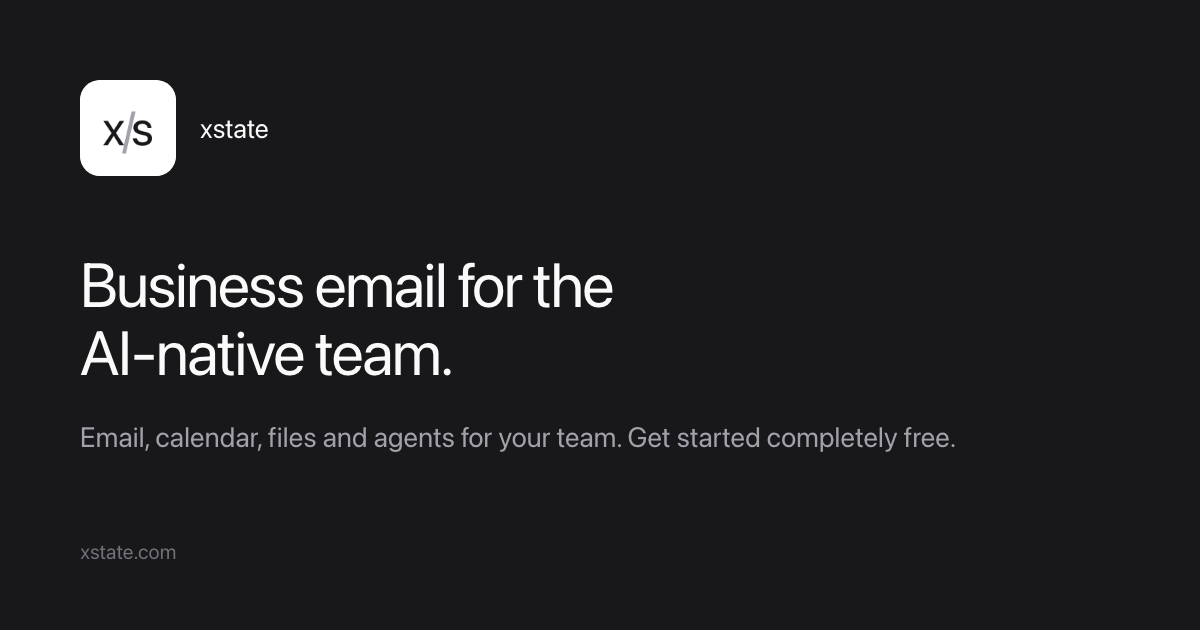 x/s
xstate
Business email for the
AI-native team.
Email, calendar, files and agents for your team. Get started completely free.
xstate.com